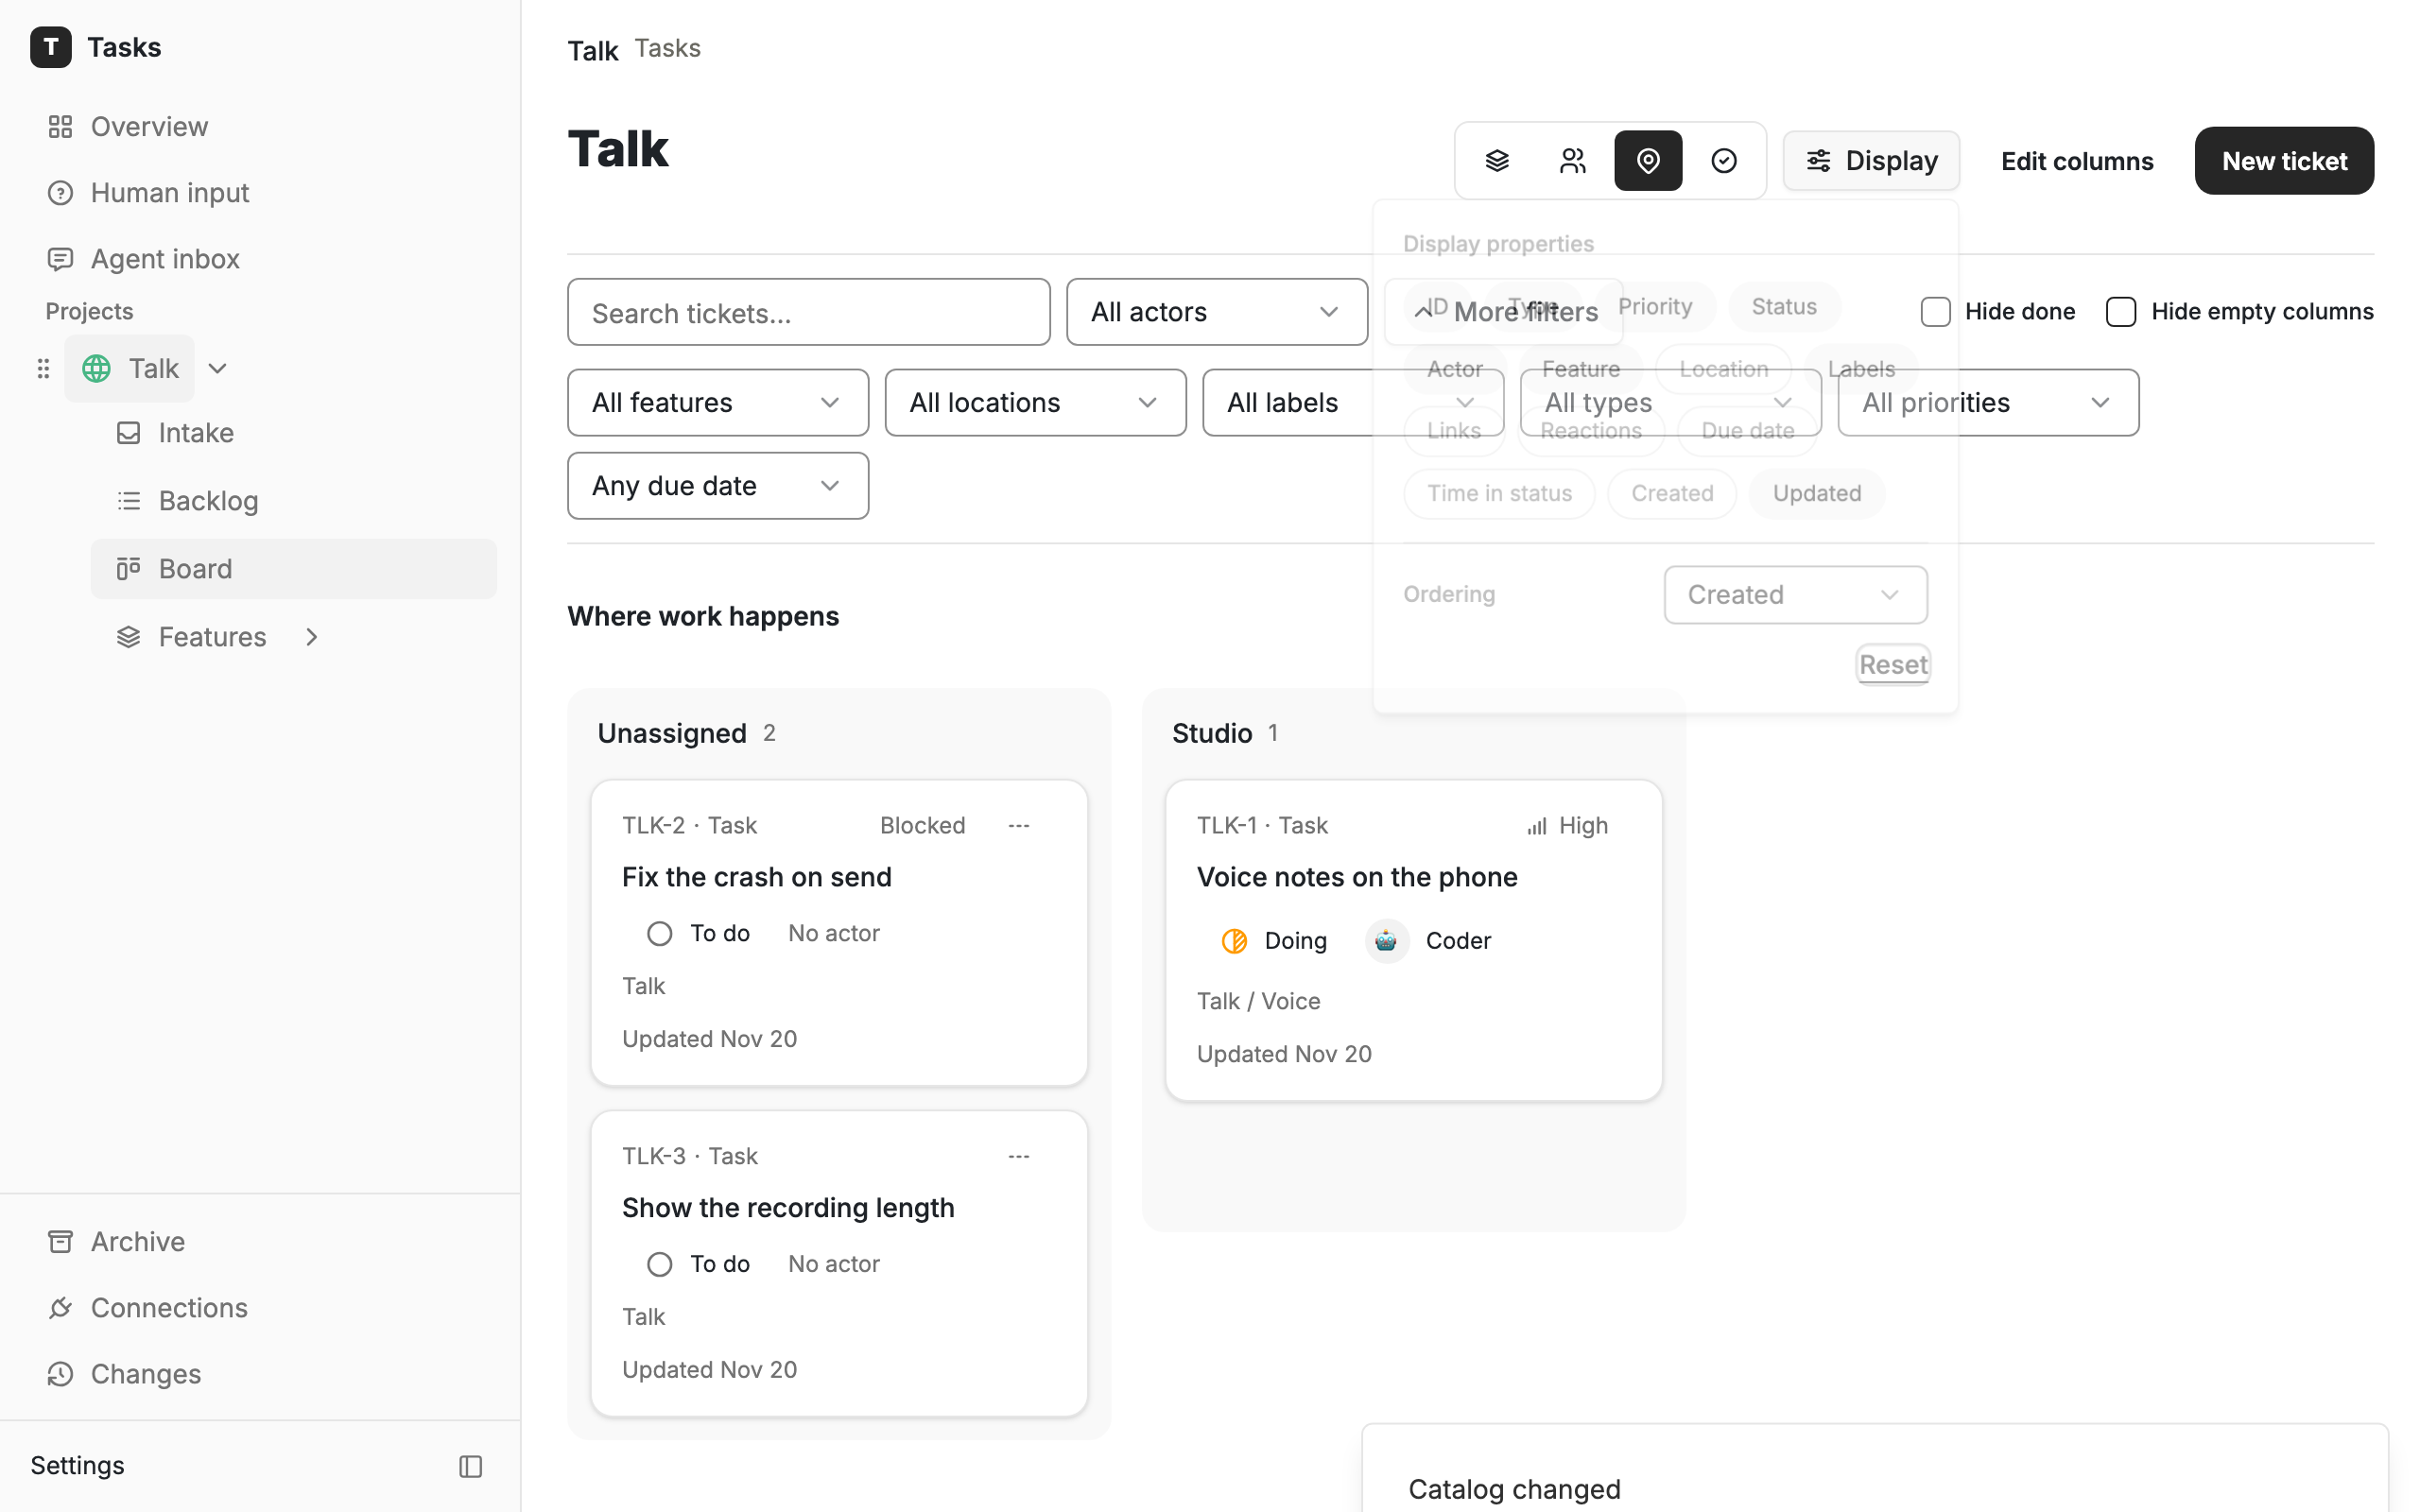 T Tasks
Overview
Human input
Agent inbox
Projects
Talk
Intake
Backlog
Board
Features
Archive
Connections
Changes
Settings
Talk Tasks
Talk
Display
Edit columns
New ticket
Display properties
Search tickets...
All actors
More filters
ID Type Priority Status
Hide done
Hide empty columns
Actor Feature Location Labels
All features
All locations
All labels
All types
All priorities
Links Reactions Due date
Any due date
Time in status Created Updated
Ordering Created
Reset
Where work happens
Unassigned 2
TLK-2 · Task Blocked
Fix the crash on send
To do No actor
Talk
Updated Nov 20
TLK-3 · Task
Show the recording length
To do No actor
Talk
Updated Nov 20
Studio 1
TLK-1 · Task High
Voice notes on the phone
Doing Coder
Talk / Voice
Updated Nov 20
Catalog changed